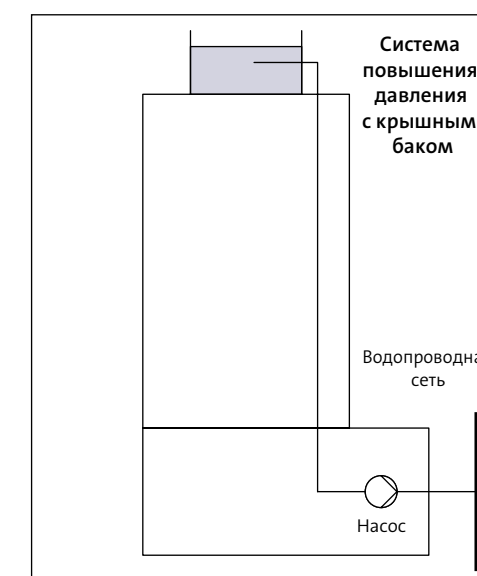 Система
повышения
давления
с крышным
баком
Водопроводна
сеть
Насос